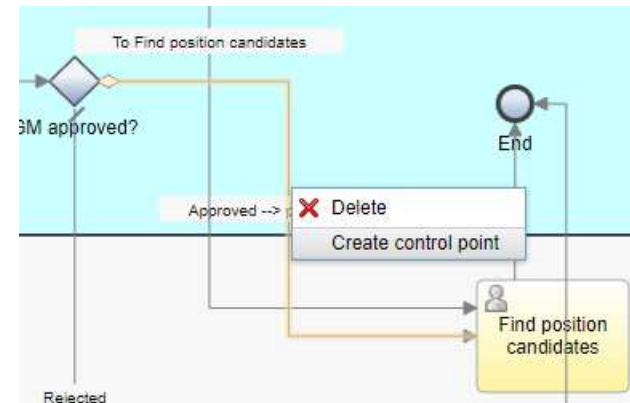 To Find position candidates
GM approved?
End
Approved -->
Delete
Create control point
Find position
candidates
Rejected